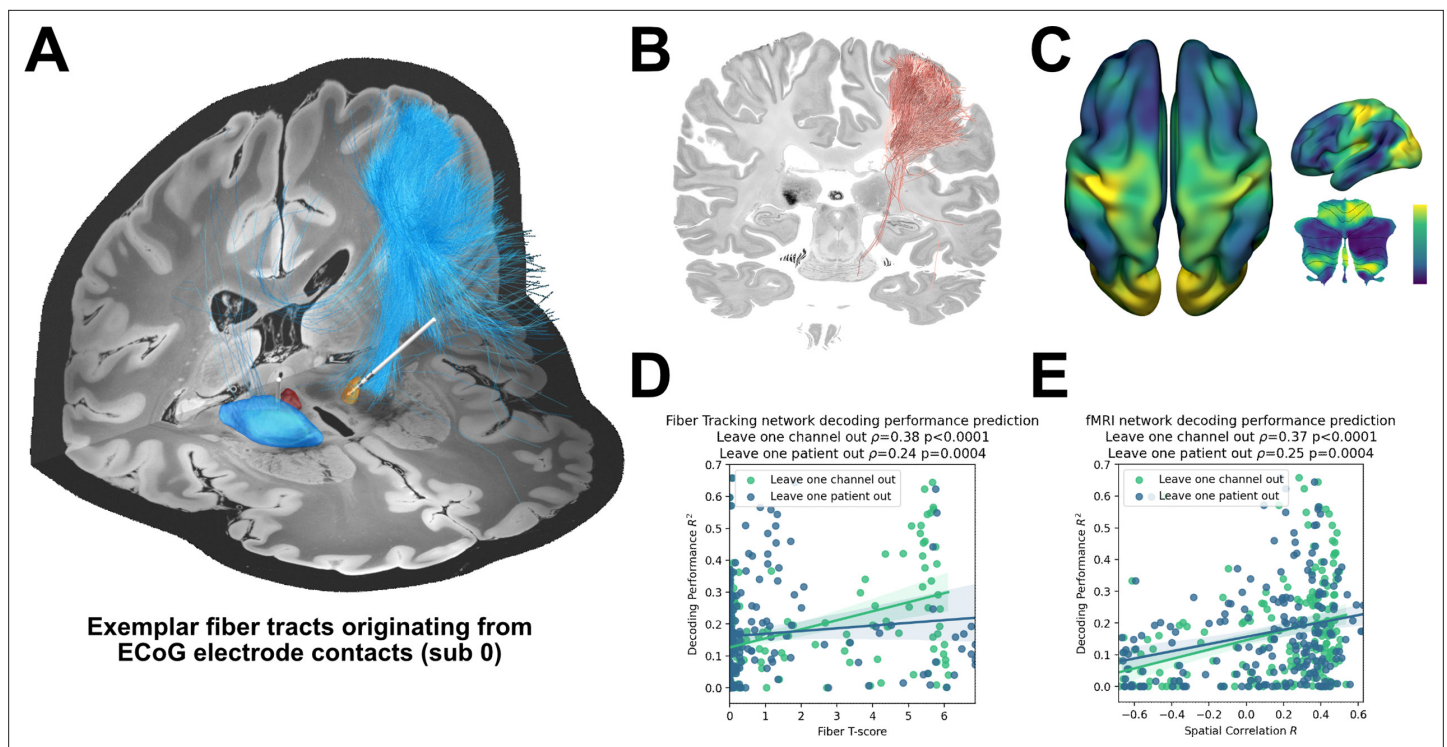 A
B
C
Exemplar fiber tracts originating from
ECoG electrode contacts (sub 0)
D
Fiber Tracking network decoding performance prediction
Leave one channel out ρ=0.38 p<0.0001
Leave one patient out ρ=0.24 p=0.0004
0.7
0.6
0.5
0.4
0.3
0.2
0.1
0.0
Decoding Performance R²
Leave one channel out
Leave one patient out
0 1 2 3 4 5 6
Fiber T-score
E
fMRI network decoding performance prediction
Leave one channel out ρ=0.37 p<0.0001
Leave one patient out ρ=0.25 p=0.0004
0.7
0.6
0.5
0.4
0.3
0.2
0.1
0.0
Decoding Performance R²
Leave one channel out
Leave one patient out
−0.6 −0.4 −0.2 0.0 0.2 0.4 0.6
Spatial Correlation R